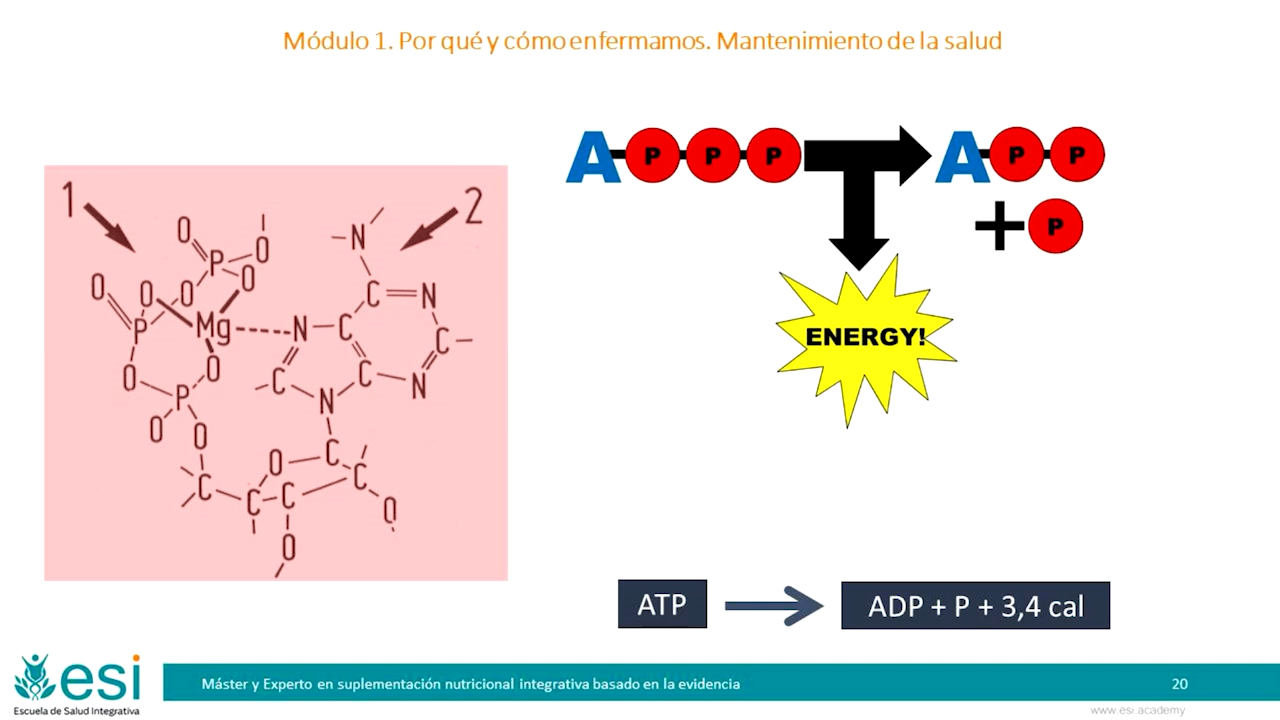 Módulo 1. Por qué y cómo enfermamos. Mantenimiento de la salud
1
2
O
P
O
O
N
O
O
O
O
C
N
P
Mg
N
C
C
O
P
O
C
C
N
O
O
N
O
C
C
C
C
C
O
O
A P P P
A P P
+ P
ENERGY!
ATP
ADP + P + 3,4 cal
esi
Escuela de Salud Integrativa
Máster y Experto en suplementación nutricional integrativa basado en la evidencia
20
www.esi.academy